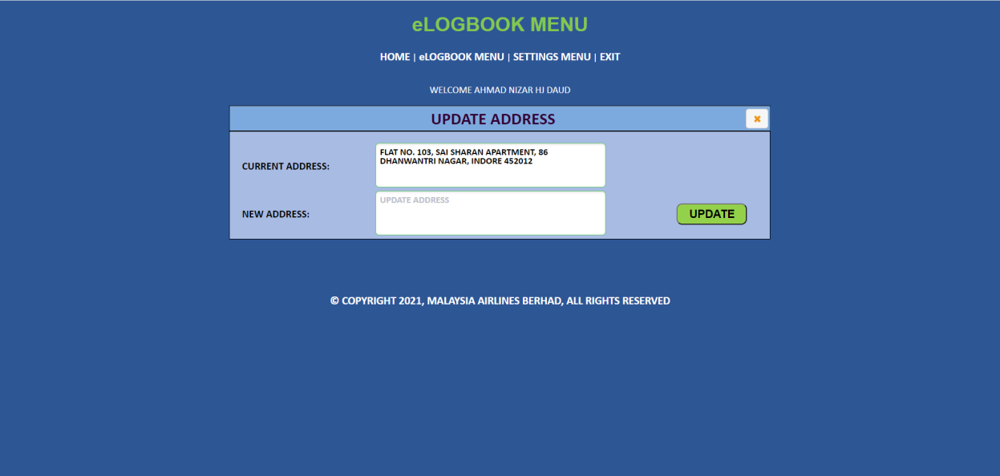 eLOGBOOK MENU
HOME | eLOGBOOK MENU | SETTINGS MENU | EXIT
WELCOME AHMAD NIZAR HJ DAUD
UPDATE ADDRESS
CURRENT ADDRESS:
FLAT NO. 103, SAI SHARAN APARTMENT, 86
DHANWANTRI NAGAR, INDORE 452012
NEW ADDRESS:
UPDATE ADDRESS
UPDATE
© COPYRIGHT 2021, MALAYSIA AIRLINES BERHAD, ALL RIGHTS RESERVED